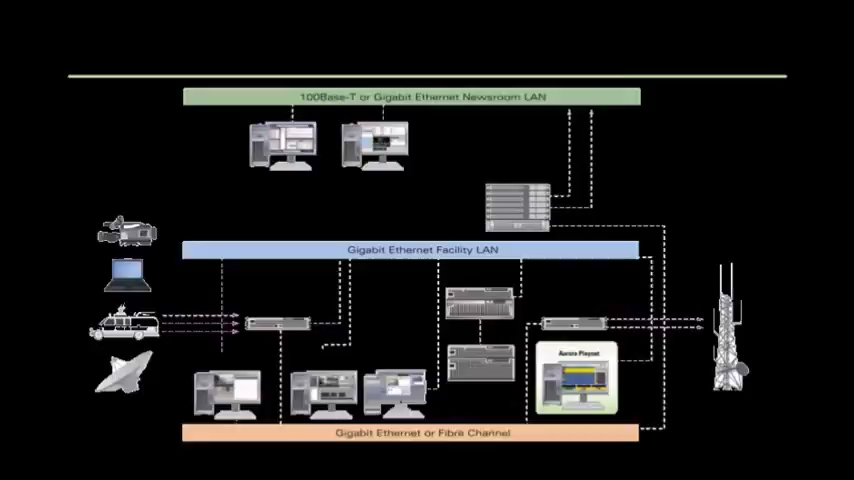 100Base-T or Gigabit Ethernet Newsroom LAN
Gigabit Ethernet Facility LAN
Aurora Playout
Gigabit Ethernet or Fibre Channel